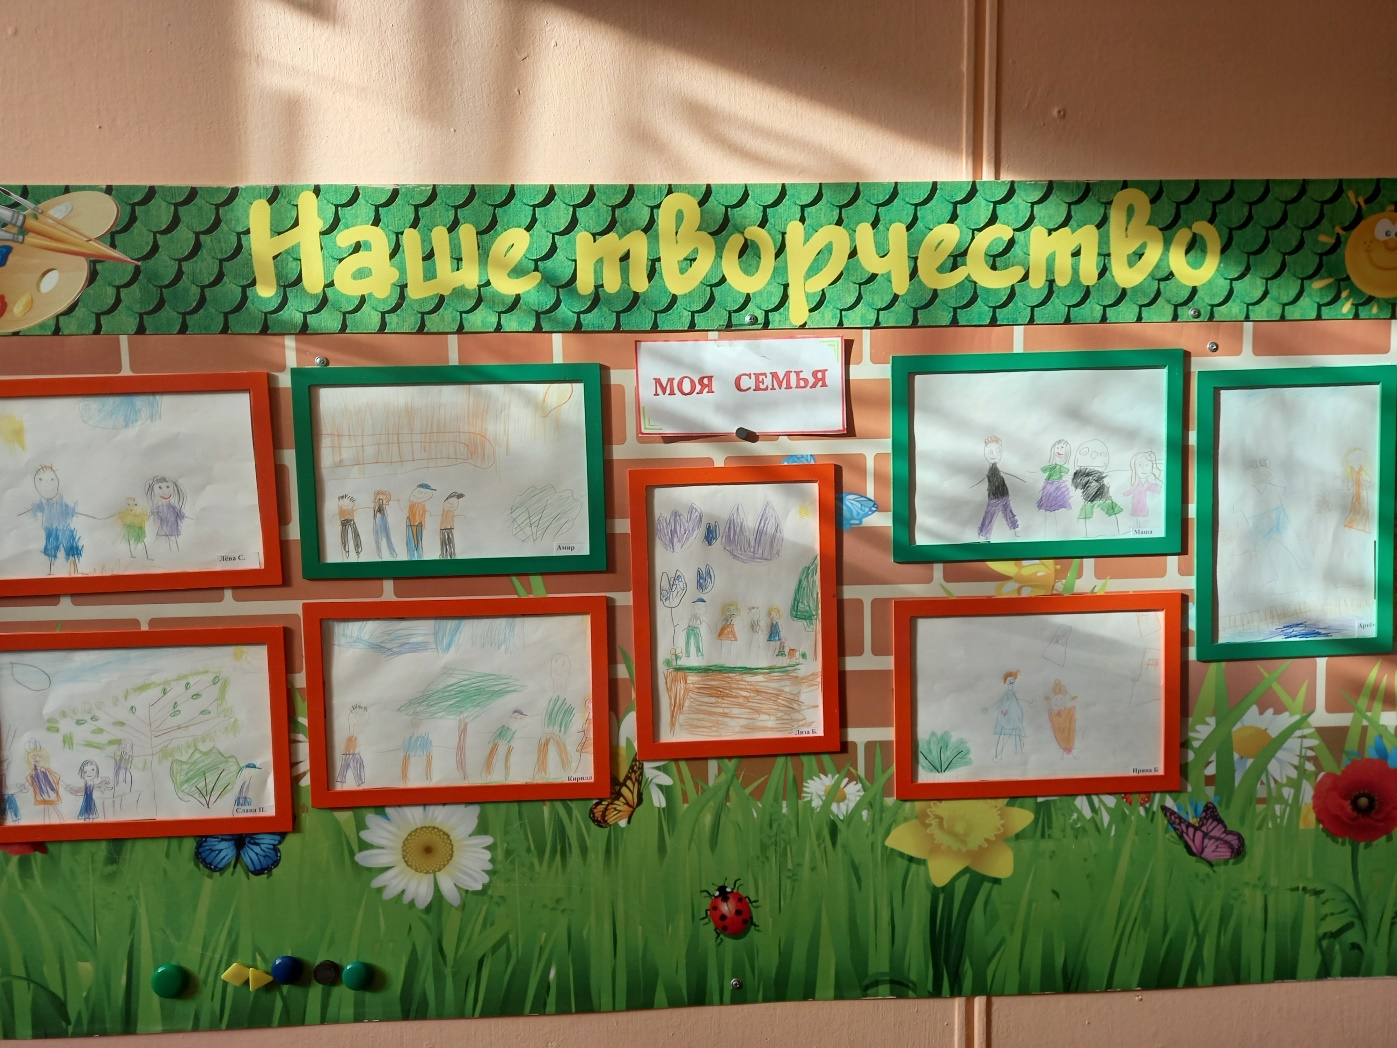 Наше творчество
МОЯ СЕМЬЯ
Лёва С.
Амир
Маша
Слава П.
Кирилл
Лиза Б.
Ирина Б